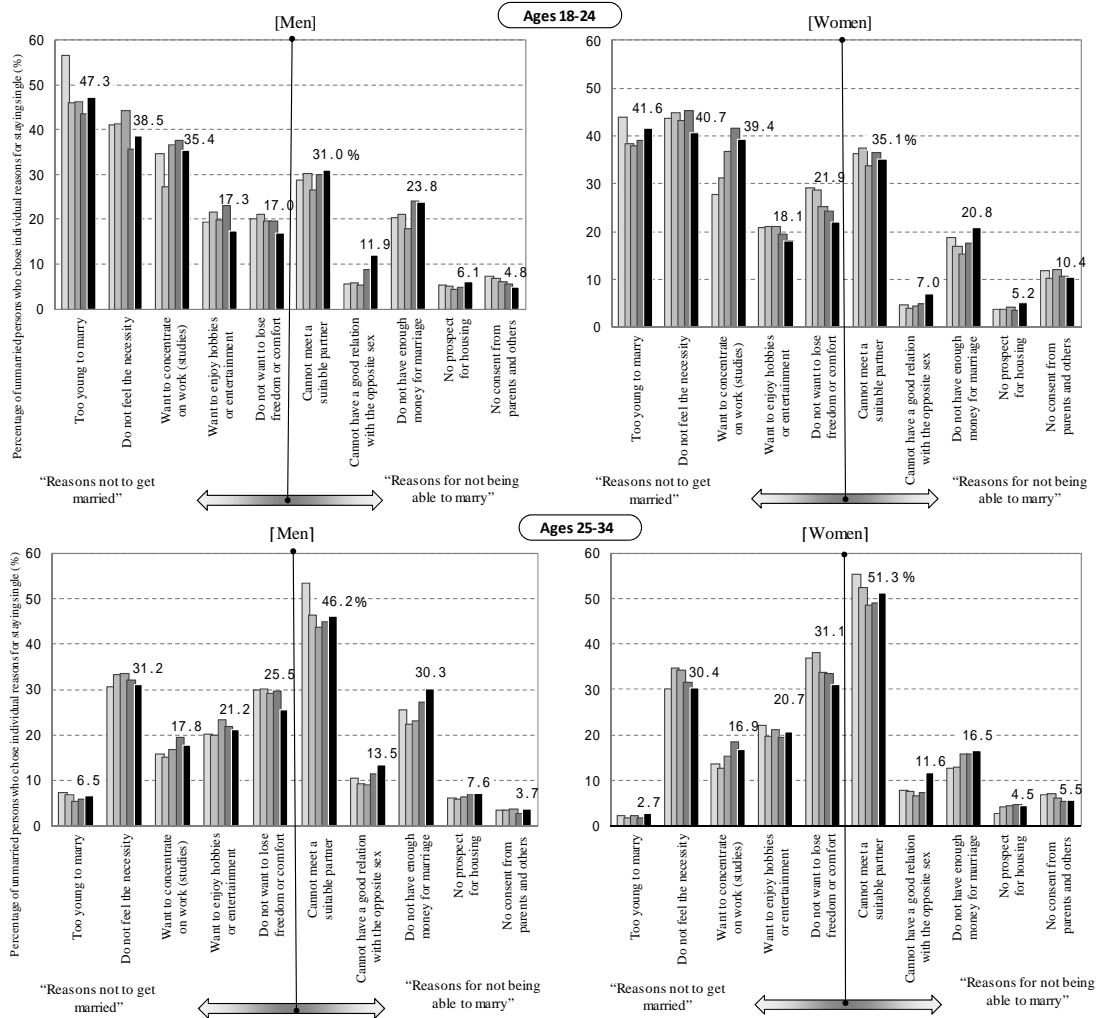 Ages 18-24
[Men]
Percentage of unmarried persons who chose individual reasons for staying single (%)
60
50
40
30
20
10
0
47.3
38.5
35.4
17.3
17.0
31.0 %
11.9
23.8
6.1
4.8
Too young to marry
Do not feel the necessity
Want to concentrate
on work (studies)
Want to enjoy hobbies
or entertainment
Do not want to lose
freedom or comfort
Cannot meet a
suitable partner
Cannot have a good relation
with the opposite sex
Do not have enough
money for marriage
No prospect
for housing
No consent from
parents and others
"Reasons not to get
married"
"Reasons for not being
able to marry"
[Women]
60
50
40
30
20
10
0
41.6
40.7
39.4
18.1
21.9
35.1 %
7.0
20.8
5.2
10.4
Too young to marry
Do not feel the necessity
Want to concentrate
on work (studies)
Want to enjoy hobbies
or entertainment
Do not want to lose
freedom or comfort
Cannot meet a
suitable partner
Cannot have a good relation
with the opposite sex
Do not have enough
money for marriage
No prospect
for housing
No consent from
parents and others
"Reasons not to get
married"
"Reasons for not being
able to marry"
Ages 25-34
[Men]
Percentage of unmarried persons who chose individual reasons for staying single (%)
60
50
40
30
20
10
0
6.5
31.2
17.8
21.2
25.5
46.2 %
13.5
30.3
7.6
3.7
Too young to marry
Do not feel the necessity
Want to concentrate
on work (studies)
Want to enjoy hobbies
or entertainment
Do not want to lose
freedom or comfort
Cannot meet a
suitable partner
Cannot have a good relation
with the opposite sex
Do not have enough
money for marriage
No prospect
for housing
No consent from
parents and others
"Reasons not to get
married"
"Reasons for not being
able to marry"
[Women]
60
50
40
30
20
10
0
2.7
30.4
16.9
20.7
31.1
51.3 %
11.6
16.5
4.5
5.5
Too young to marry
Do not feel the necessity
Want to concentrate
on work (studies)
Want to enjoy hobbies
or entertainment
Do not want to lose
freedom or comfort
Cannot meet a
suitable partner
Cannot have a good relation
with the opposite sex
Do not have enough
money for marriage
No prospect
for housing
No consent from
parents and others
"Reasons not to get
married"
"Reasons for not being
able to marry"